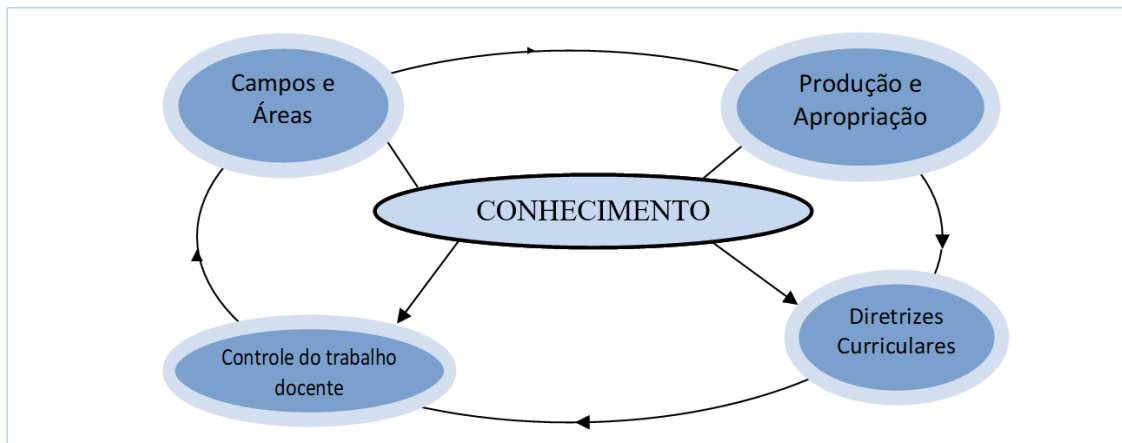 Campos e
Áreas
Produção e
Apropriação
CONHECIMENTO
Diretrizes
Curriculares
Controle do trabalho
docente